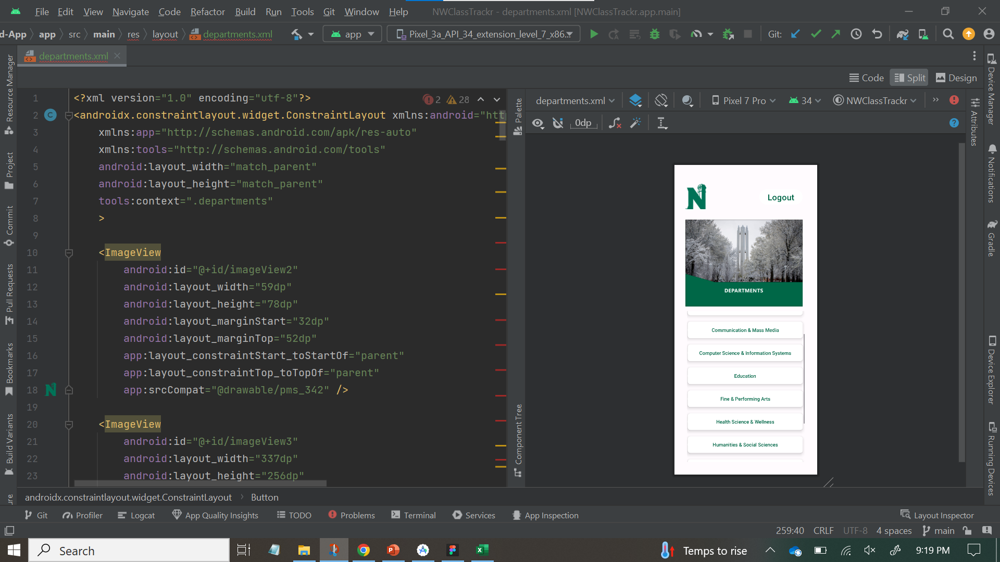 File Edit View Navigate Code Refactor Build Run Tools Git Window Help NWClassTrackr - departments.xml [NWClassTrackr.app.main]
d-App app src main res layout departments.xml app Pixel_3a_API_34_extension_level_7_x86... Git:
departments.xml
Code Split Design
departments.xml Pixel 7 Pro 34 NWClassTrackr
0dp
2 28
1 <?xml version="1.0" encoding="utf-8"?>
2 <androidx.constraintlayout.widget.ConstraintLayout xmlns:android="htt
3 xmlns:app="http://schemas.android.com/apk/res-auto"
4 xmlns:tools="http://schemas.android.com/tools"
5 android:layout_width="match_parent"
6 android:layout_height="match_parent"
7 tools:context=".departments"
8 >
9
10 <ImageView
11 android:id="@+id/imageView2"
12 android:layout_width="59dp"
13 android:layout_height="78dp"
14 android:layout_marginStart="32dp"
15 android:layout_marginTop="52dp"
16 app:layout_constraintStart_toStartOf="parent"
17 app:layout_constraintTop_toTopOf="parent"
18 app:srcCompat="@drawable/pms_342" />
19
20 <ImageView
21 android:id="@+id/imageView3"
22 android:layout_width="337dp"
23 android:layout_height="256dp"
Resource Manager
Project
Commit
Pull Requests
Bookmarks
Build Variants
ure
Palette
Component Tree
N
Logout
DEPARTMENTS
Communication & Mass Media
Computer Science & Information Systems
Education
Fine & Performing Arts
Health Science & Wellness
Humanities & Social Sciences
Attributes
Device Manager
Notifications
Gradle
Device Explorer
Running Devices
androidx.constraintlayout.widget.ConstraintLayout Button
Git Profiler Logcat App Quality Insights TODO Problems Terminal Services App Inspection Layout Inspector
259:40 CRLF UTF-8 4 spaces main
Search Temps to rise 9:19 PM